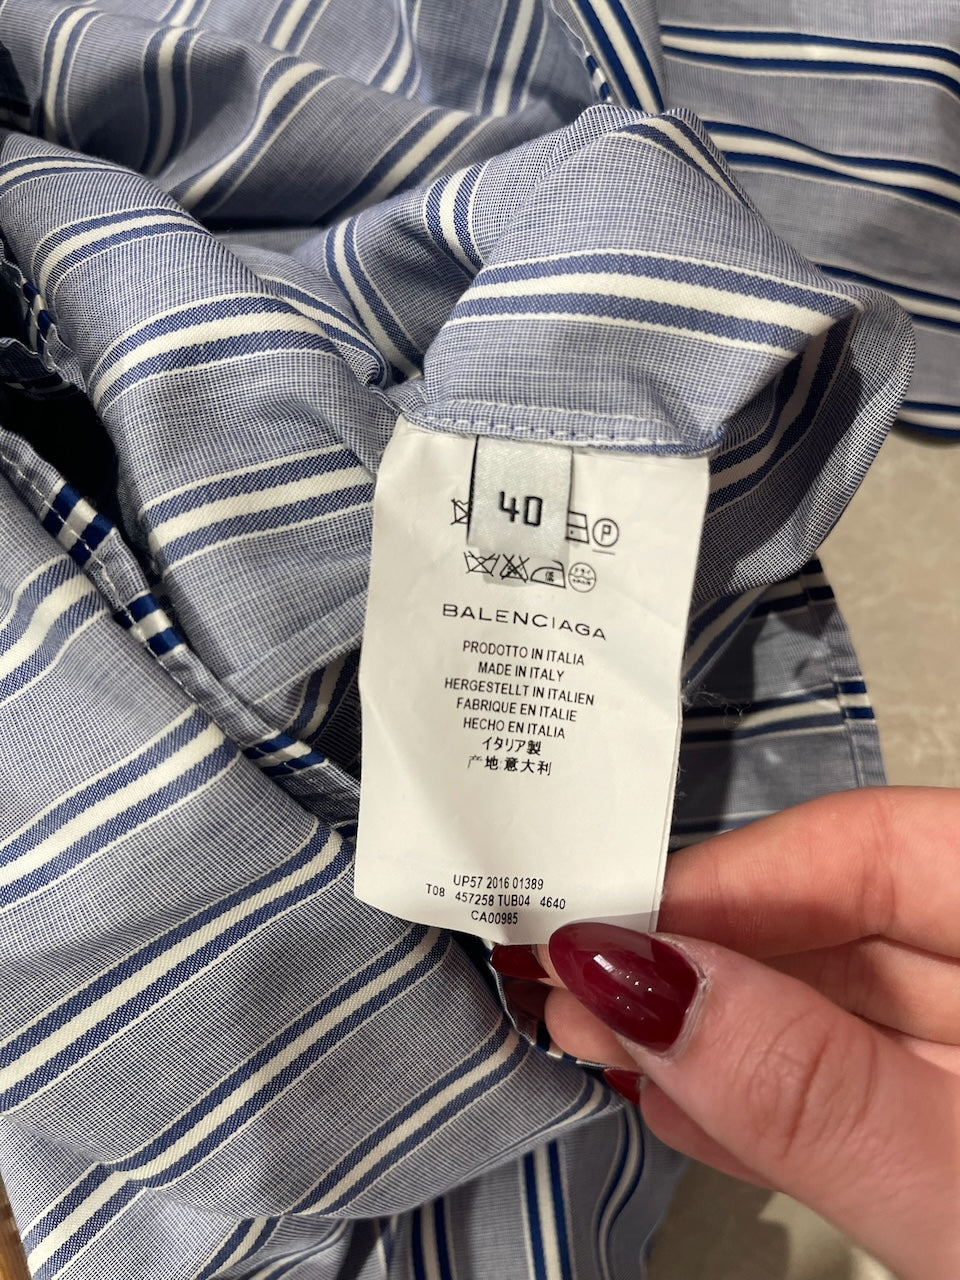 40
P
BALENCIAGA
PRODOTTO IN ITALIA
MADE IN ITALY
HERGESTELLT IN ITALIEN
FABRIQUE EN ITALIE
HECHO EN ITALIA
イタリア製
产地:意大利
UP57 2016 01389
T08 457258 TUB04 4640
CA00985